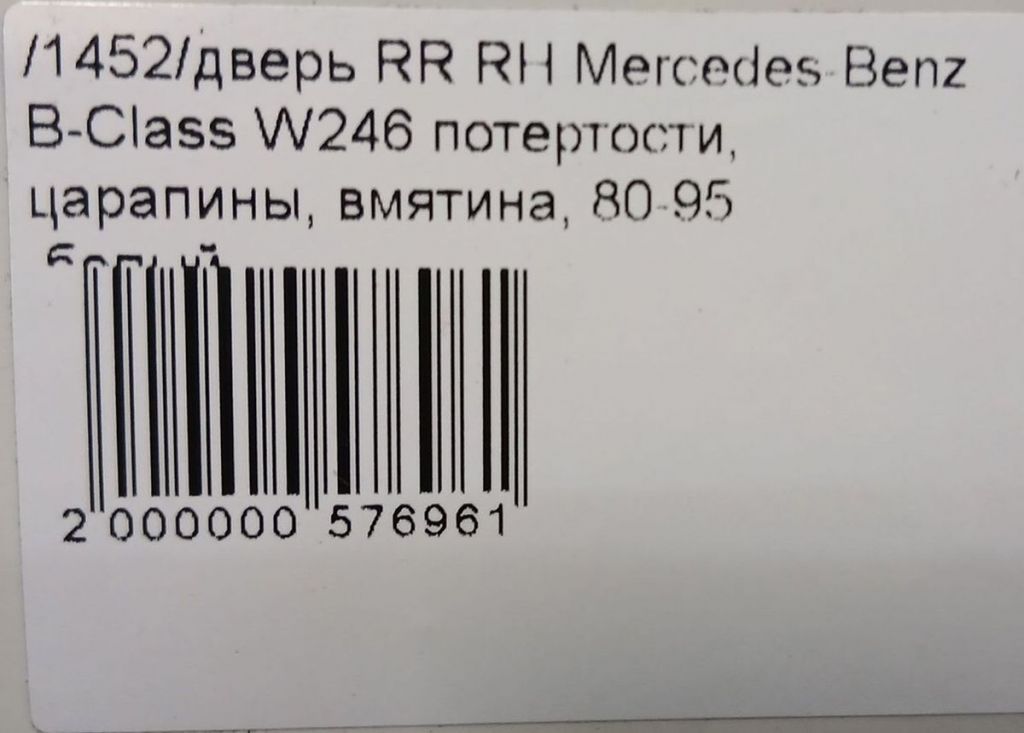 /1452/дверь RR RH Mercedes-Benz
B-Class W246 потертости,
царапины, вмятина, 80-95
2 000000 576961